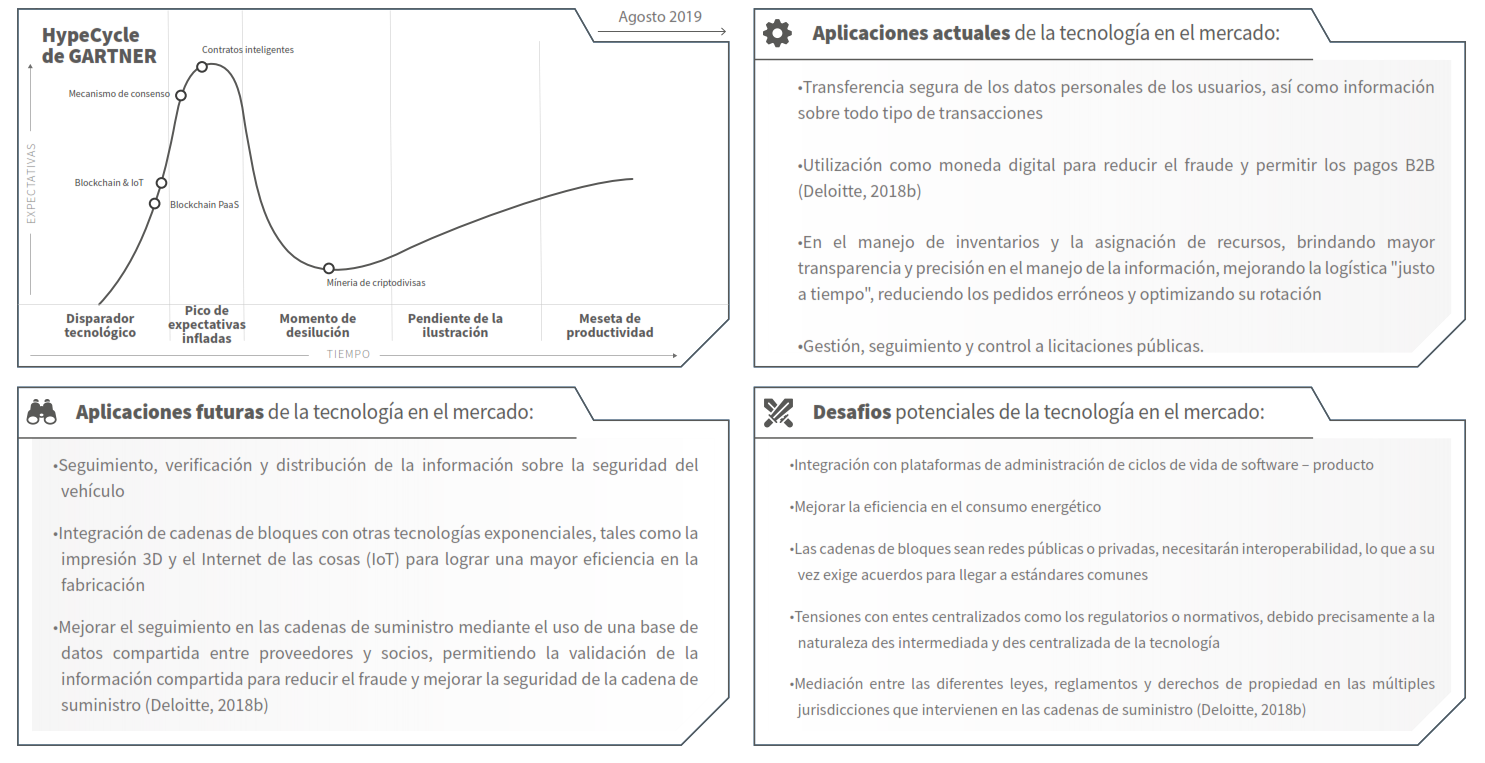 HypeCycle
de GARTNER
Agosto 2019
Contratos inteligentes
Mecanismo de consenso
Blockchain & IoT
Blockchain PaaS
Mineria de criptodivisas
EXPECTATIVAS
Disparador
tecnológico
Pico de
expectativas
infladas
Momento de
desilución
Pendiente de la
ilustración
Meseta de
productividad
TIEMPO
Aplicaciones actuales de la tecnología en el mercado:
•Transferencia segura de los datos personales de los usuarios, así como información
sobre todo tipo de transacciones
•Utilización como moneda digital para reducir el fraude y permitir los pagos B2B
(Deloitte, 2018b)
•En el manejo de inventarios y la asignación de recursos, brindando mayor
transparencia y precisión en el manejo de la información, mejorando la logística "justo
a tiempo", reduciendo los pedidos erróneos y optimizando su rotación
•Gestión, seguimiento y control a licitaciones públicas.
Aplicaciones futuras de la tecnología en el mercado:
•Seguimiento, verificación y distribución de la información sobre la seguridad del
vehículo
•Integración de cadenas de bloques con otras tecnologías exponenciales, tales como la
impresión 3D y el Internet de las cosas (IoT) para lograr una mayor eficiencia en la
fabricación
•Mejorar el seguimiento en las cadenas de suministro mediante el uso de una base de
datos compartida entre proveedores y socios, permitiendo la validación de la
información compartida para reducir el fraude y mejorar la seguridad de la cadena de
suministro (Deloitte, 2018b)
Desafios potenciales de la tecnología en el mercado:
•Integración con plataformas de administración de ciclos de vida de software – producto
•Mejorar la eficiencia en el consumo energético
•Las cadenas de bloques sean redes públicas o privadas, necesitarán interoperabilidad, lo que a su
vez exige acuerdos para llegar a estándares comunes
•Tensiones con entes centralizados como los regulatorios o normativos, debido precisamente a la
naturaleza des intermediada y des centralizada de la tecnología
•Mediación entre las diferentes leyes, reglamentos y derechos de propiedad en las múltiples
jurisdicciones que intervienen en las cadenas de suministro (Deloitte, 2018b)